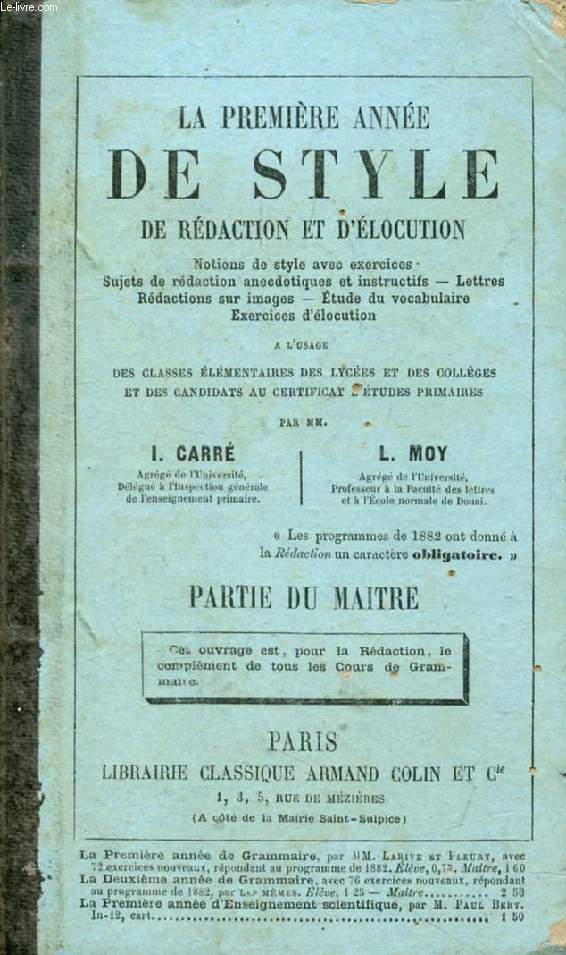 Le-livre.com
LA PREMIÈRE ANNÉE
DE STYLE
DE RÉDACTION ET D'ÉLOCUTION
Notions de style avec exercices
Sujets de rédaction anecdotiques et instructifs — Lettres
Rédactions sur images — Étude du vocabulaire
Exercices d'élocution
A L'USAGE
DES CLASSES ÉLÉMENTAIRES DES LYCÉES ET DES COLLÈGES
ET DES CANDIDATS AU CERTIFICAT D'ÉTUDES PRIMAIRES
PAR MM.
I. CARRÉ
Agrégé de l'Université,
Délégué à l'Inspection générale
de l'enseignement primaire.
L. MOY
Agrégé de l'Université,
Professeur à la Faculté des lettres
et à l'École normale de Douai.
« Les programmes de 1882 ont donné à
la Rédaction un caractère obligatoire. »
PARTIE DU MAITRE
Cet ouvrage est, pour la Rédaction, le
complément de tous les Cours de Gram-
maire.
PARIS
LIBRAIRIE CLASSIQUE ARMAND COLIN ET Cie
1, 3, 5, RUE DE MÉZIÈRES
(A côté de la Mairie Saint-Sulpice)
La Première année de Grammaire, par MM. LARIVE ET FLEURY, avec
72 exercices nouveaux, répondant au programme de 1882. Élève, 0,75. Maître, 1 60
La Deuxième année de Grammaire, avec 76 exercices nouveaux, répondant
au programme de 1882, par LES MÊMES. Élève, 1 25 — Maître........... 2 50
La Première année d'Enseignement scientifique, par M. PAUL BERT.
In-12, cart.................................................. 1 50